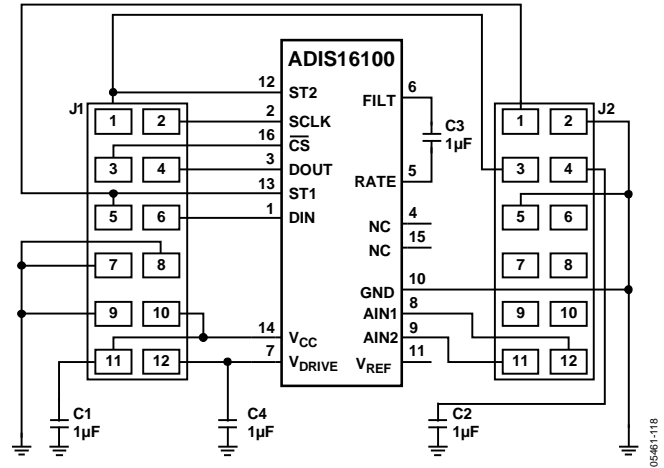 ADIS16100
J1
1 2
3 4
5 6
7 8
9 10
11 12
12 ST2
2 SCLK
16 CS
3 DOUT
13 ST1
1 DIN
14 VCC
7 VDRIVE
FILT 6
RATE 5
NC 4
NC 15
GND 10
AIN1 8
AIN2 9
VREF 11
C3
1µF
J2
1 2
3 4
5 6
7 8
9 10
11 12
C1
1µF
C4
1µF
C2
1µF
05461-118